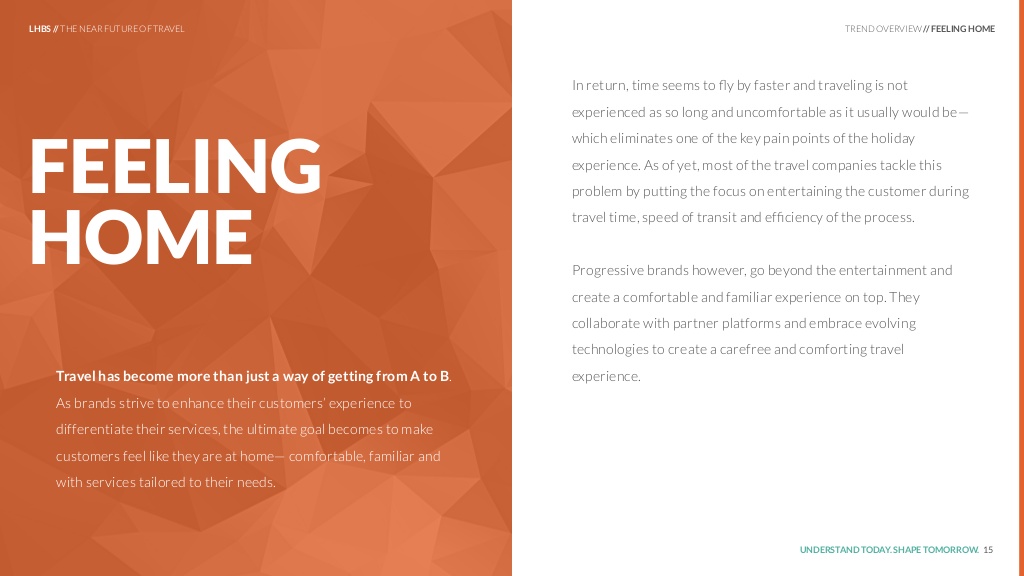 LHBS // THE NEAR FUTURE OF TRAVEL
TREND OVERVIEW // FEELING HOME
FEELING
HOME
Travel has become more than just a way of getting from A to B.
As brands strive to enhance their customers’ experience to
differentiate their services, the ultimate goal becomes to make
customers feel like they are at home— comfortable, familiar and
with services tailored to their needs.
In return, time seems to fly by faster and traveling is not
experienced as so long and uncomfortable as it usually would be—
which eliminates one of the key pain points of the holiday
experience. As of yet, most of the travel companies tackle this
problem by putting the focus on entertaining the customer during
travel time, speed of transit and efficiency of the process.
Progressive brands however, go beyond the entertainment and
create a comfortable and familiar experience on top. They
collaborate with partner platforms and embrace evolving
technologies to create a carefree and comforting travel
experience.
UNDERSTAND TODAY. SHAPE TOMORROW. 15